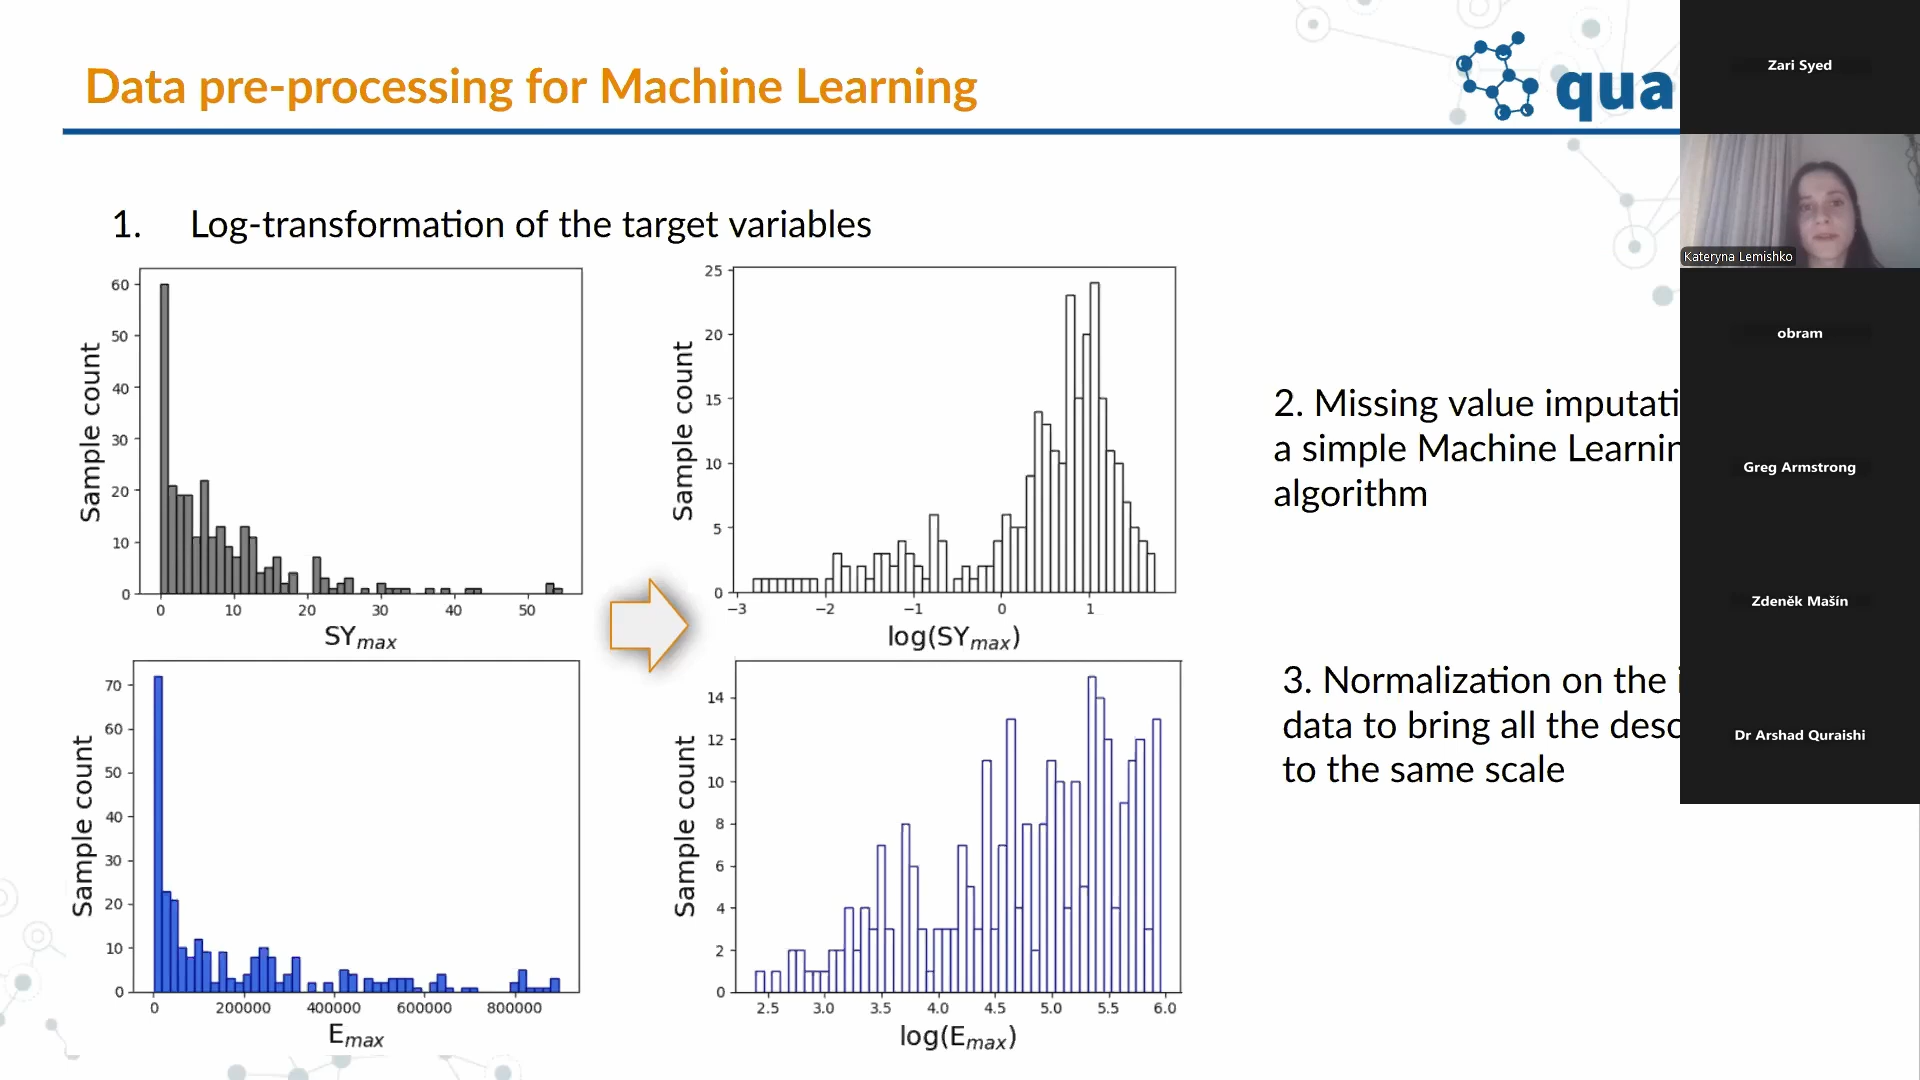 Data pre-processing for Machine Learning
qua
Zari Syed
Kateryna Lemishko
obram
Greg Armstrong
Zdeněk Mašín
Dr Arshad Quraishi
1. Log-transformation of the target variables
60
50
40
30
20
10
0
Sample count
0 10 20 30 40 50
SYmax
25
20
15
10
5
0
Sample count
−3 −2 −1 0 1
log(SYmax)
70
60
50
40
30
20
10
0
Sample count
0 200000 400000 600000 800000
Emax
14
12
10
8
6
4
2
0
Sample count
2.5 3.0 3.5 4.0 4.5 5.0 5.5 6.0
log(Emax)
2. Missing value imputati
a simple Machine Learnin
algorithm
3. Normalization on the
data to bring all the desc
to the same scale